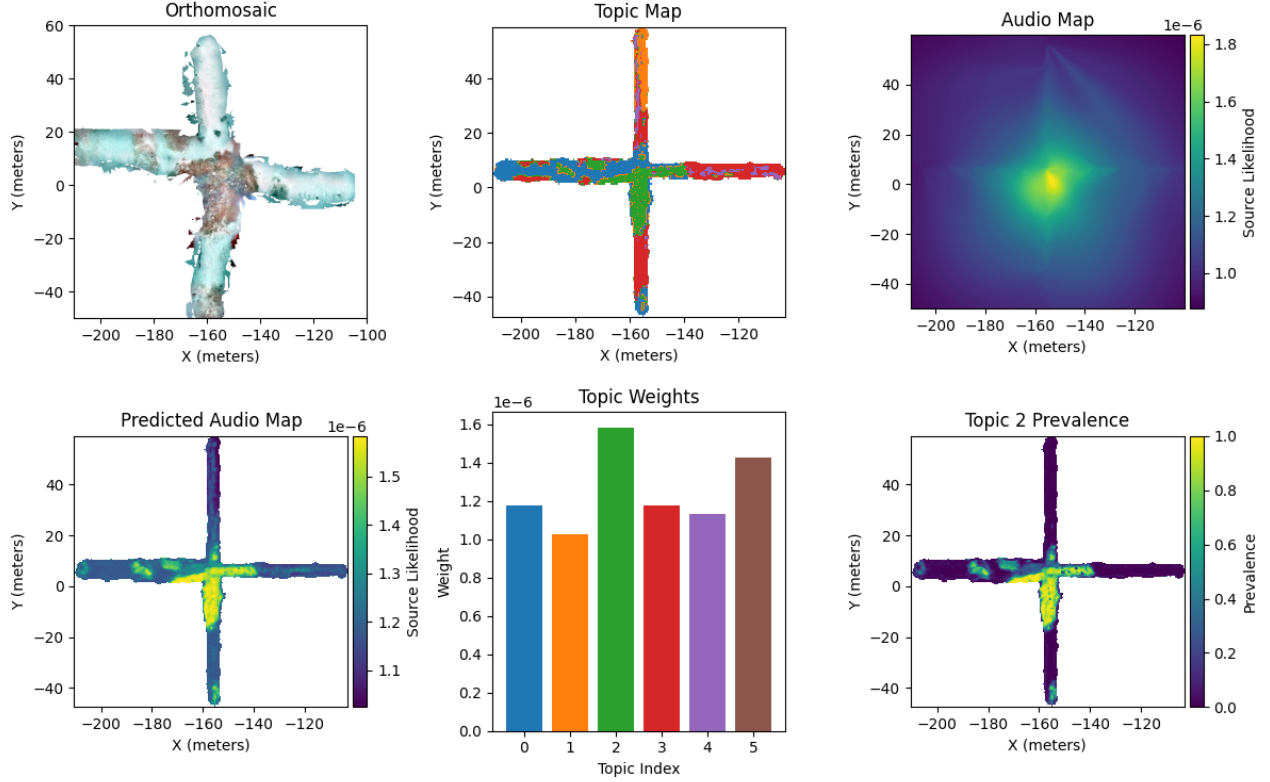 Orthomosaic
60
40
20
0
−20
−40
−200 −180 −160 −140 −120 −100
X (meters)
Y (meters)
Topic Map
40
20
0
−20
−40
−200 −180 −160 −140 −120
X (meters)
Y (meters)
Audio Map
1e−6
40
20
0
−20
−40
−200 −180 −160 −140 −120
X (meters)
Y (meters)
1.8
1.6
1.4
1.2
1.0
Source Likelihood
Predicted Audio Map
1e−6
40
20
0
−20
−40
−200 −180 −160 −140 −120
X (meters)
Y (meters)
1.5
1.4
1.3
1.2
1.1
Source Likelihood
Topic Weights
1e−6
1.6
1.4
1.2
1.0
0.8
0.6
0.4
0.2
0.0
0 1 2 3 4 5
Topic Index
Weight
Topic 2 Prevalence
40
20
0
−20
−40
−200 −180 −160 −140 −120
X (meters)
Y (meters)
1.0
0.8
0.6
0.4
0.2
0.0
Prevalence